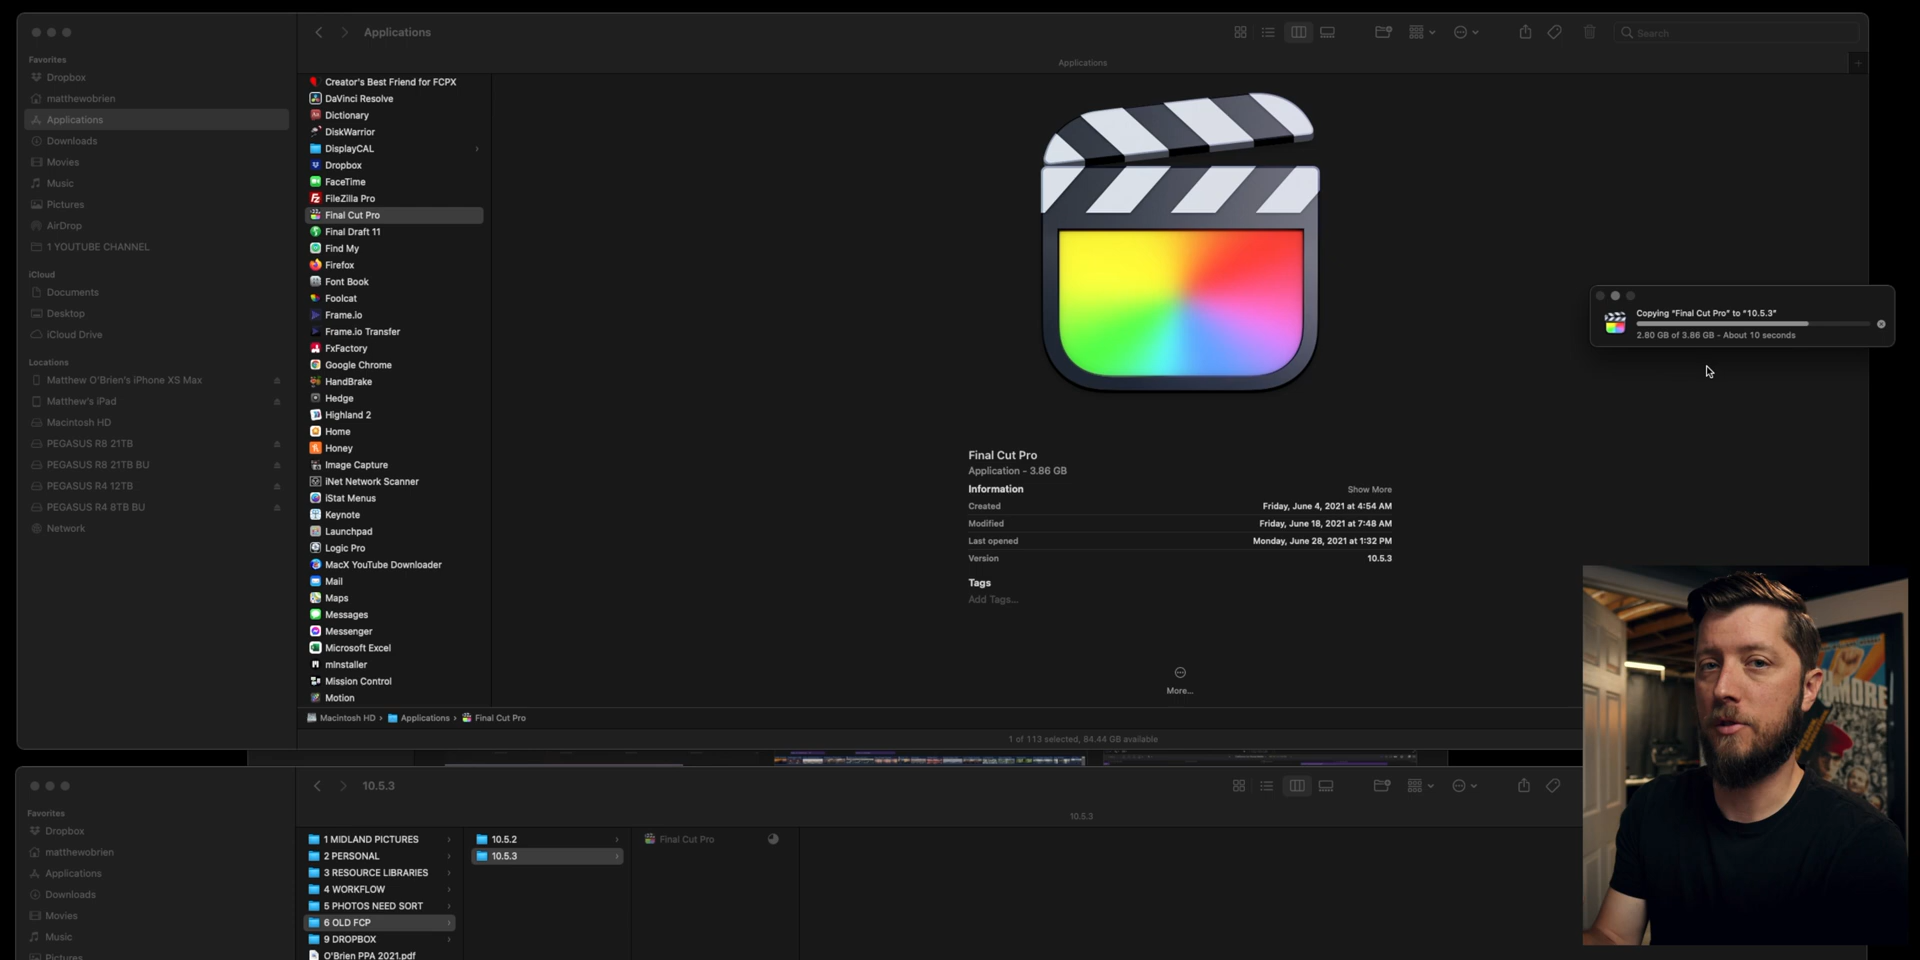 Applications
Search
Applications
Favorites
Dropbox
matthewobrien
Applications
Downloads
Movies
Music
Pictures
AirDrop
1 YOUTUBE CHANNEL
iCloud
Documents
Desktop
iCloud Drive
Locations
Matthew O'Brien's iPhone XS Max
Matthew's iPad
Macintosh HD
PEGASUS R8 21TB
PEGASUS R8 21TB BU
PEGASUS R4 12TB
PEGASUS R4 8TB BU
Network
Creator's Best Friend for FCPX
DaVinci Resolve
Dictionary
DiskWarrior
DisplayCAL
Dropbox
FaceTime
FileZilla Pro
Final Cut Pro
Final Draft 11
Find My
Firefox
Font Book
Foolcat
Frame.io
Frame.io Transfer
FxFactory
Google Chrome
HandBrake
Hedge
Highland 2
Home
Honey
Image Capture
iNet Network Scanner
iStat Menus
Keynote
Launchpad
Logic Pro
MacX YouTube Downloader
Mail
Maps
Messages
Messenger
Microsoft Excel
mInstaller
Mission Control
Motion
Final Cut Pro
Application - 3.86 GB
Information Show More
Created Friday, June 4, 2021 at 4:54 AM
Modified Friday, June 18, 2021 at 7:48 AM
Last opened Monday, June 28, 2021 at 1:32 PM
Version 10.5.3
Tags
Add Tags...
More...
Copying "Final Cut Pro" to "10.5.3"
2.80 GB of 3.86 GB - About 10 seconds
Macintosh HD › Applications › Final Cut Pro
1 of 113 selected, 84.44 GB available
10.5.3
10.5.3
Favorites
Dropbox
matthewobrien
Applications
Downloads
Movies
Music
Pictures
1 MIDLAND PICTURES
2 PERSONAL
3 RESOURCE LIBRARIES
4 WORKFLOW
5 PHOTOS NEED SORT
6 OLD FCP
9 DROPBOX
O'Brien PPA 2021.pdf
10.5.2
10.5.3
Final Cut Pro